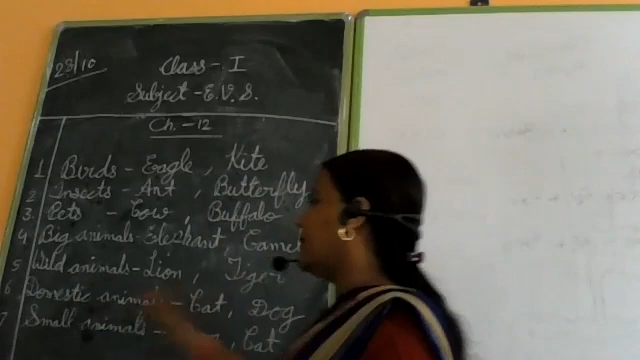 23/10
Class - I
Subject - E.V.S.
Ch. - 12
1 Birds - Eagle, Kite
2 Insects - Ant, Butterfly
3. Pets - Cow, Buffalo
4 Big animals - Elephant, Camel
5 Wild animals - Lion, Tiger
6 Domestic animals - Cat, Dog
7 Small animals - , Cat